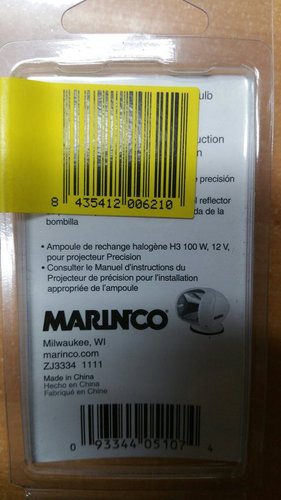 ulb
uction
n
de precisión
l reflector
da de la
bombilla
8 435412 006210
• Ampoule de rechange halogène H3 100 W, 12 V,
pour projecteur Precision
• Consulter le Manuel d'instructions du
Projecteur de précision pour l'installation
appropriée de l'ampoule
MARINCO
Milwaukee, WI
marinco.com
ZJ3334 1111
Made in China
Hecho en China
Fabriqué en Chine
0 93344 05107 4